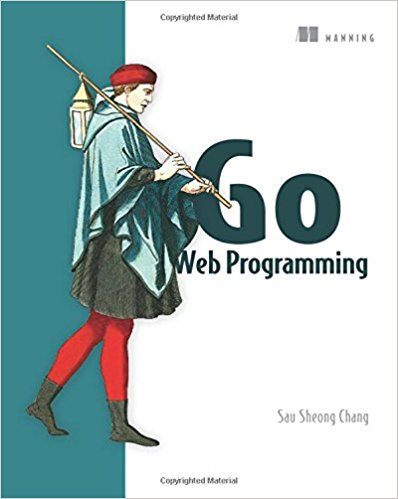 Copyrighted Material
MANNING
Go
Web Programming
Sau Sheong Chang
Copyrighted Material